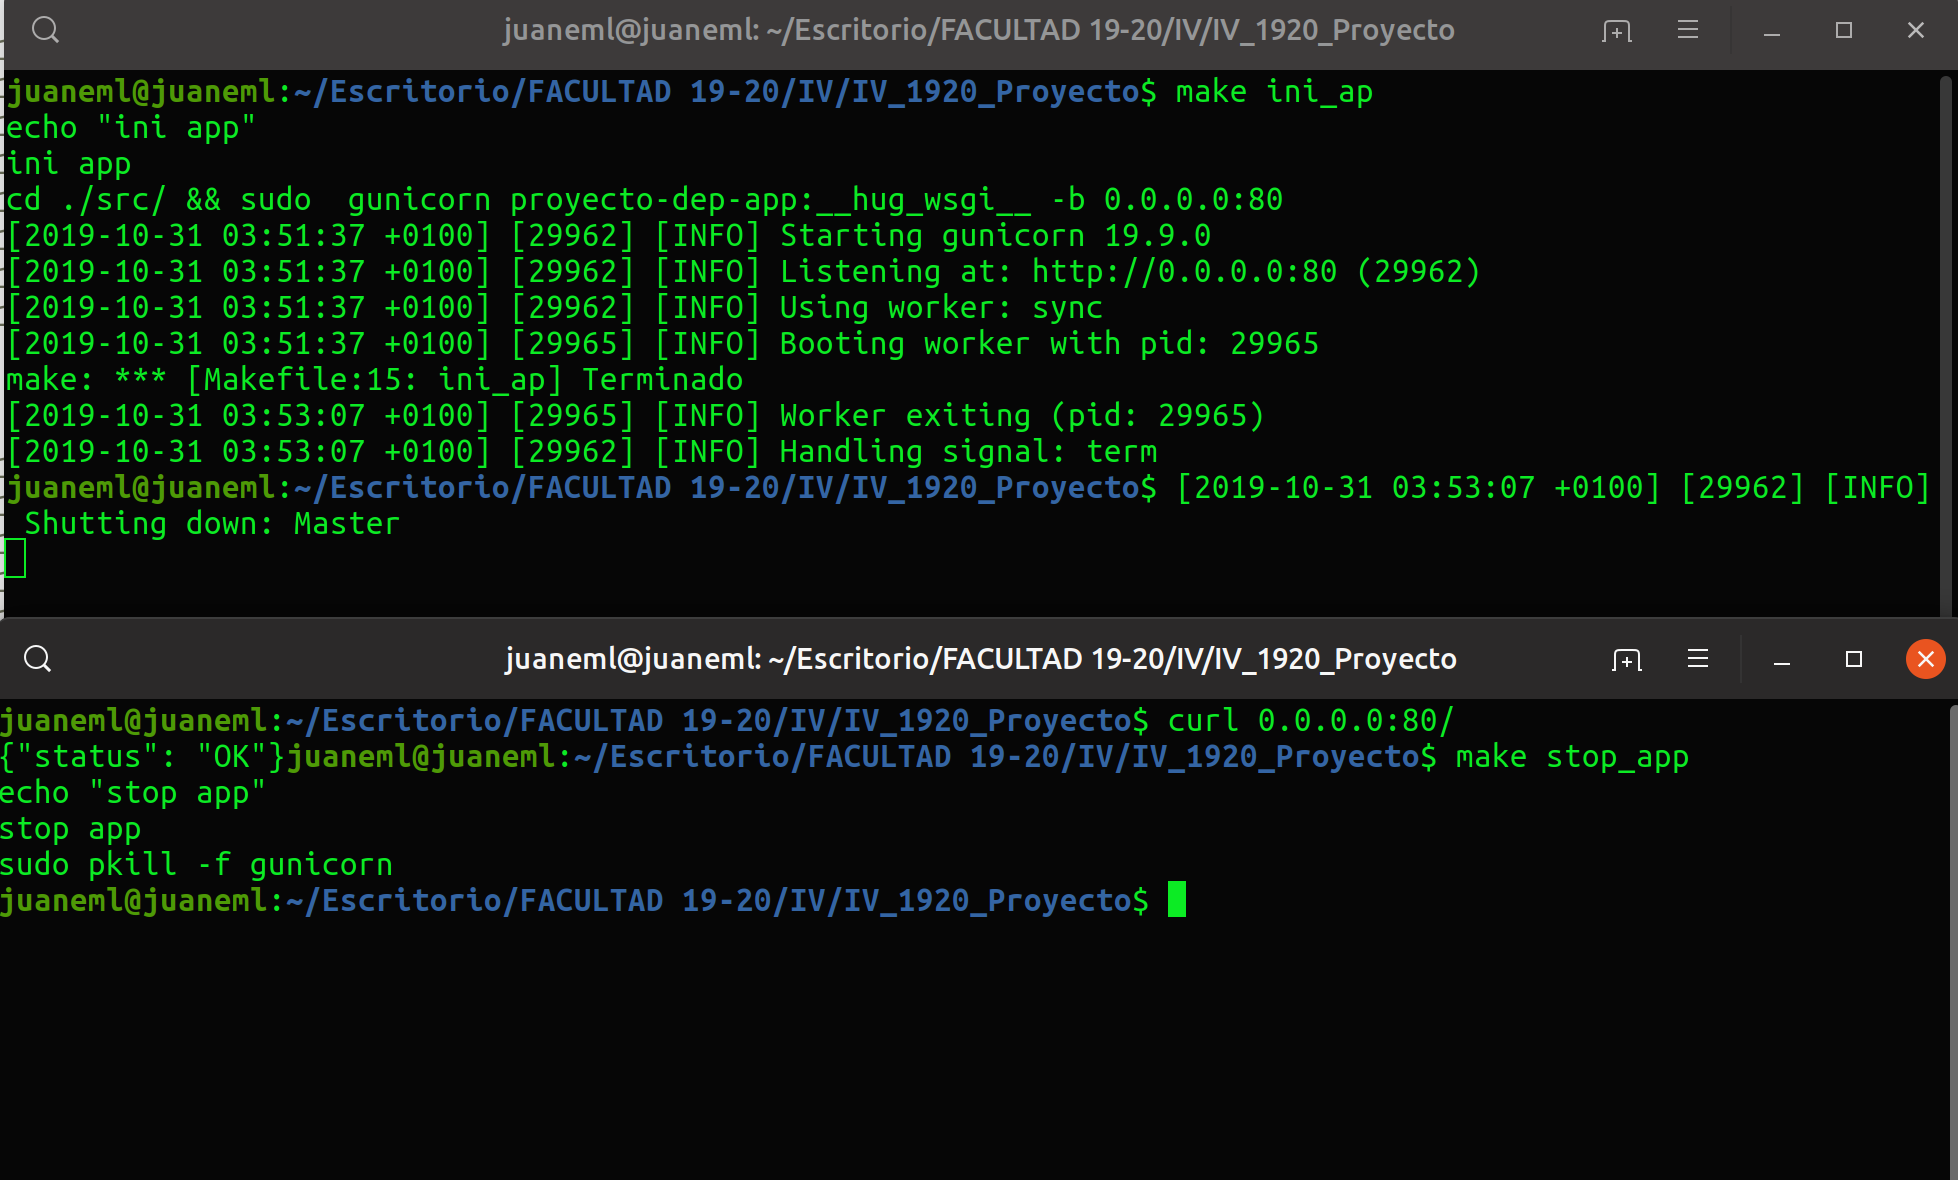 juaneml@juaneml: ~/Escritorio/FACULTAD 19-20/IV/IV_1920_Proyecto
juaneml@juaneml:~/Escritorio/FACULTAD 19-20/IV/IV_1920_Proyecto$ make ini_ap
echo "ini app"
ini app
cd ./src/ && sudo  gunicorn proyecto-dep-app:__hug_wsgi__ -b 0.0.0.0:80
[2019-10-31 03:51:37 +0100] [29962] [INFO] Starting gunicorn 19.9.0
[2019-10-31 03:51:37 +0100] [29962] [INFO] Listening at: http://0.0.0.0:80 (29962)
[2019-10-31 03:51:37 +0100] [29962] [INFO] Using worker: sync
[2019-10-31 03:51:37 +0100] [29965] [INFO] Booting worker with pid: 29965
make: *** [Makefile:15: ini_ap] Terminado
[2019-10-31 03:53:07 +0100] [29965] [INFO] Worker exiting (pid: 29965)
[2019-10-31 03:53:07 +0100] [29962] [INFO] Handling signal: term
juaneml@juaneml:~/Escritorio/FACULTAD 19-20/IV/IV_1920_Proyecto$ [2019-10-31 03:53:07 +0100] [29962] [INFO]
 Shutting down: Master
juaneml@juaneml: ~/Escritorio/FACULTAD 19-20/IV/IV_1920_Proyecto
juaneml@juaneml:~/Escritorio/FACULTAD 19-20/IV/IV_1920_Proyecto$ curl 0.0.0.0:80/
{"status": "OK"}juaneml@juaneml:~/Escritorio/FACULTAD 19-20/IV/IV_1920_Proyecto$ make stop_app
echo "stop app"
stop app
sudo pkill -f gunicorn
juaneml@juaneml:~/Escritorio/FACULTAD 19-20/IV/IV_1920_Proyecto$